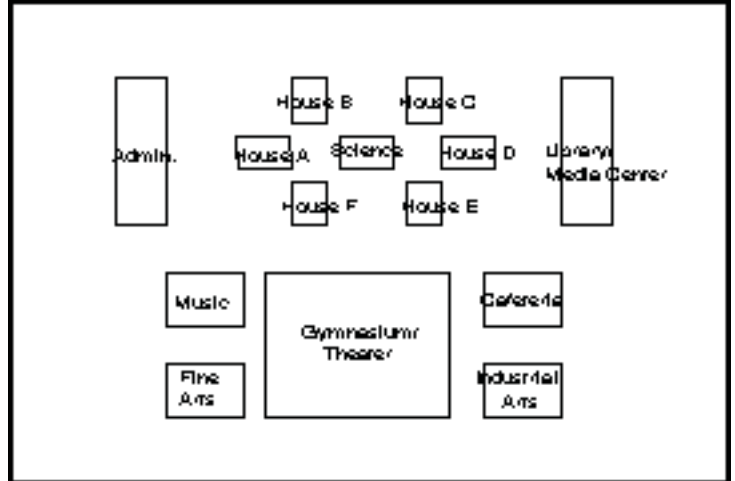 House B
House C
Admin.
House A
Science
House D
Library/
Media Center
House F
House E
Music
Gymnasium/
Theater
Cafeteria
Fine
Arts
Industrial
Arts